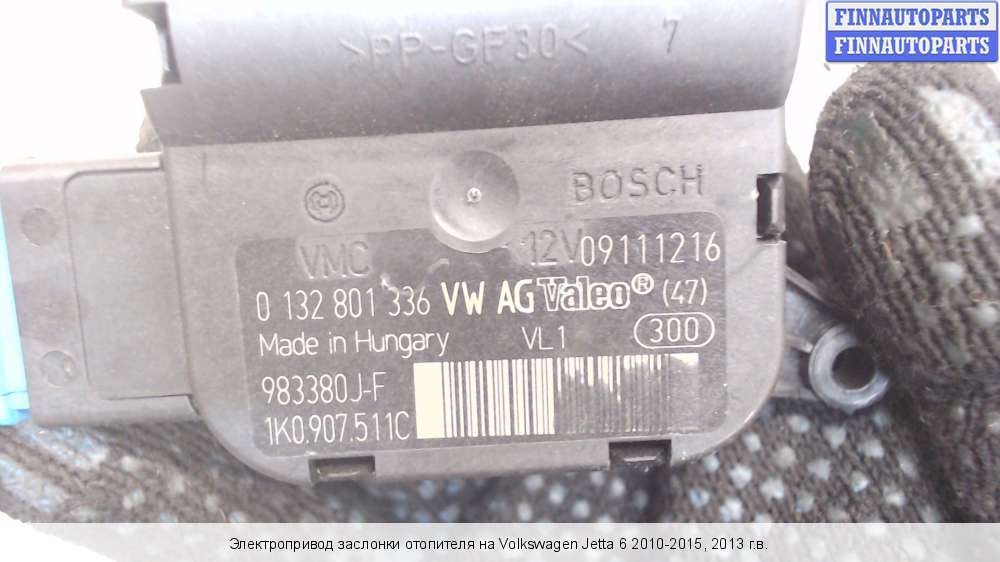 FINNAUTOPARTS
FINNAUTOPARTS
>PP-GF30< 7
BOSCH
VMC 12V 09111216
0 132 801 336 VW AG Valeo® (47)
Made in Hungary VL1 300
983380J-F
1K0.907.511C
Электропривод заслонки отопителя на Volkswagen Jetta 6 2010-2015, 2013 г.в.